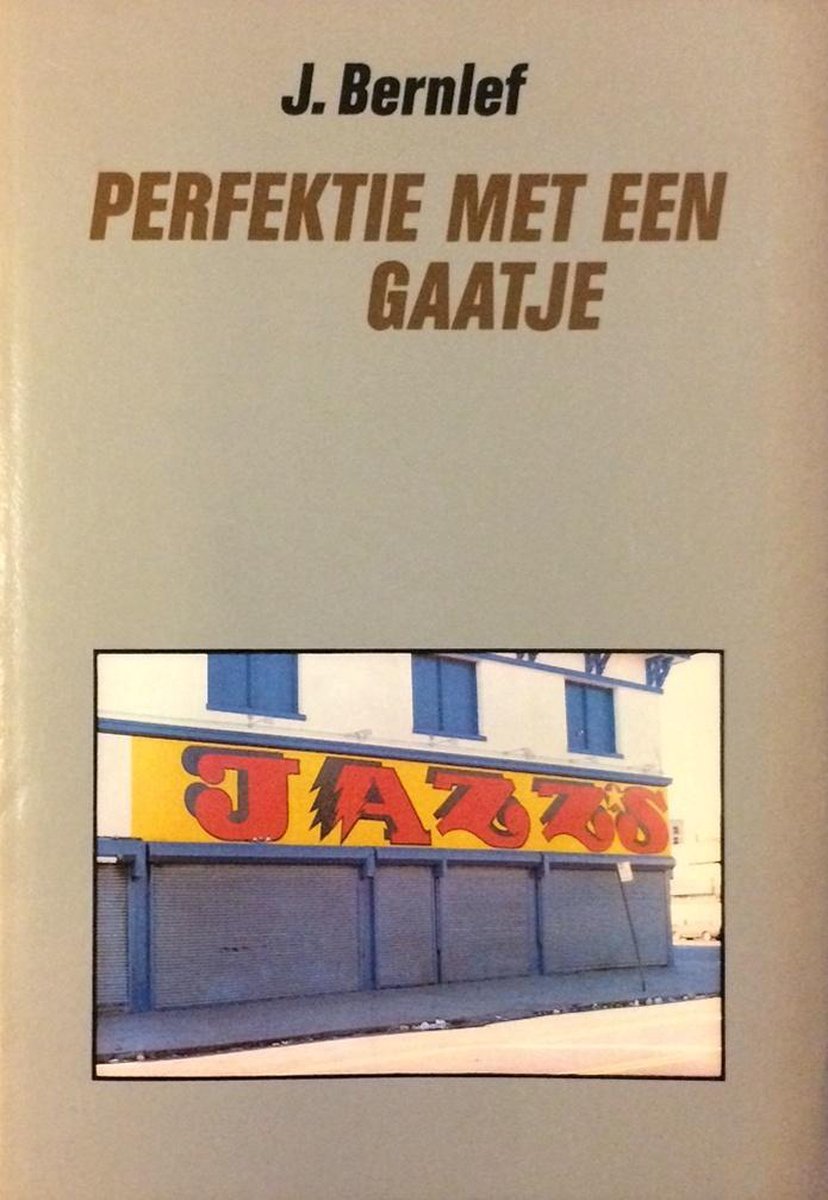 J. Bernlef
PERFEKTIE MET EEN
GAATJE
JAZZ'S